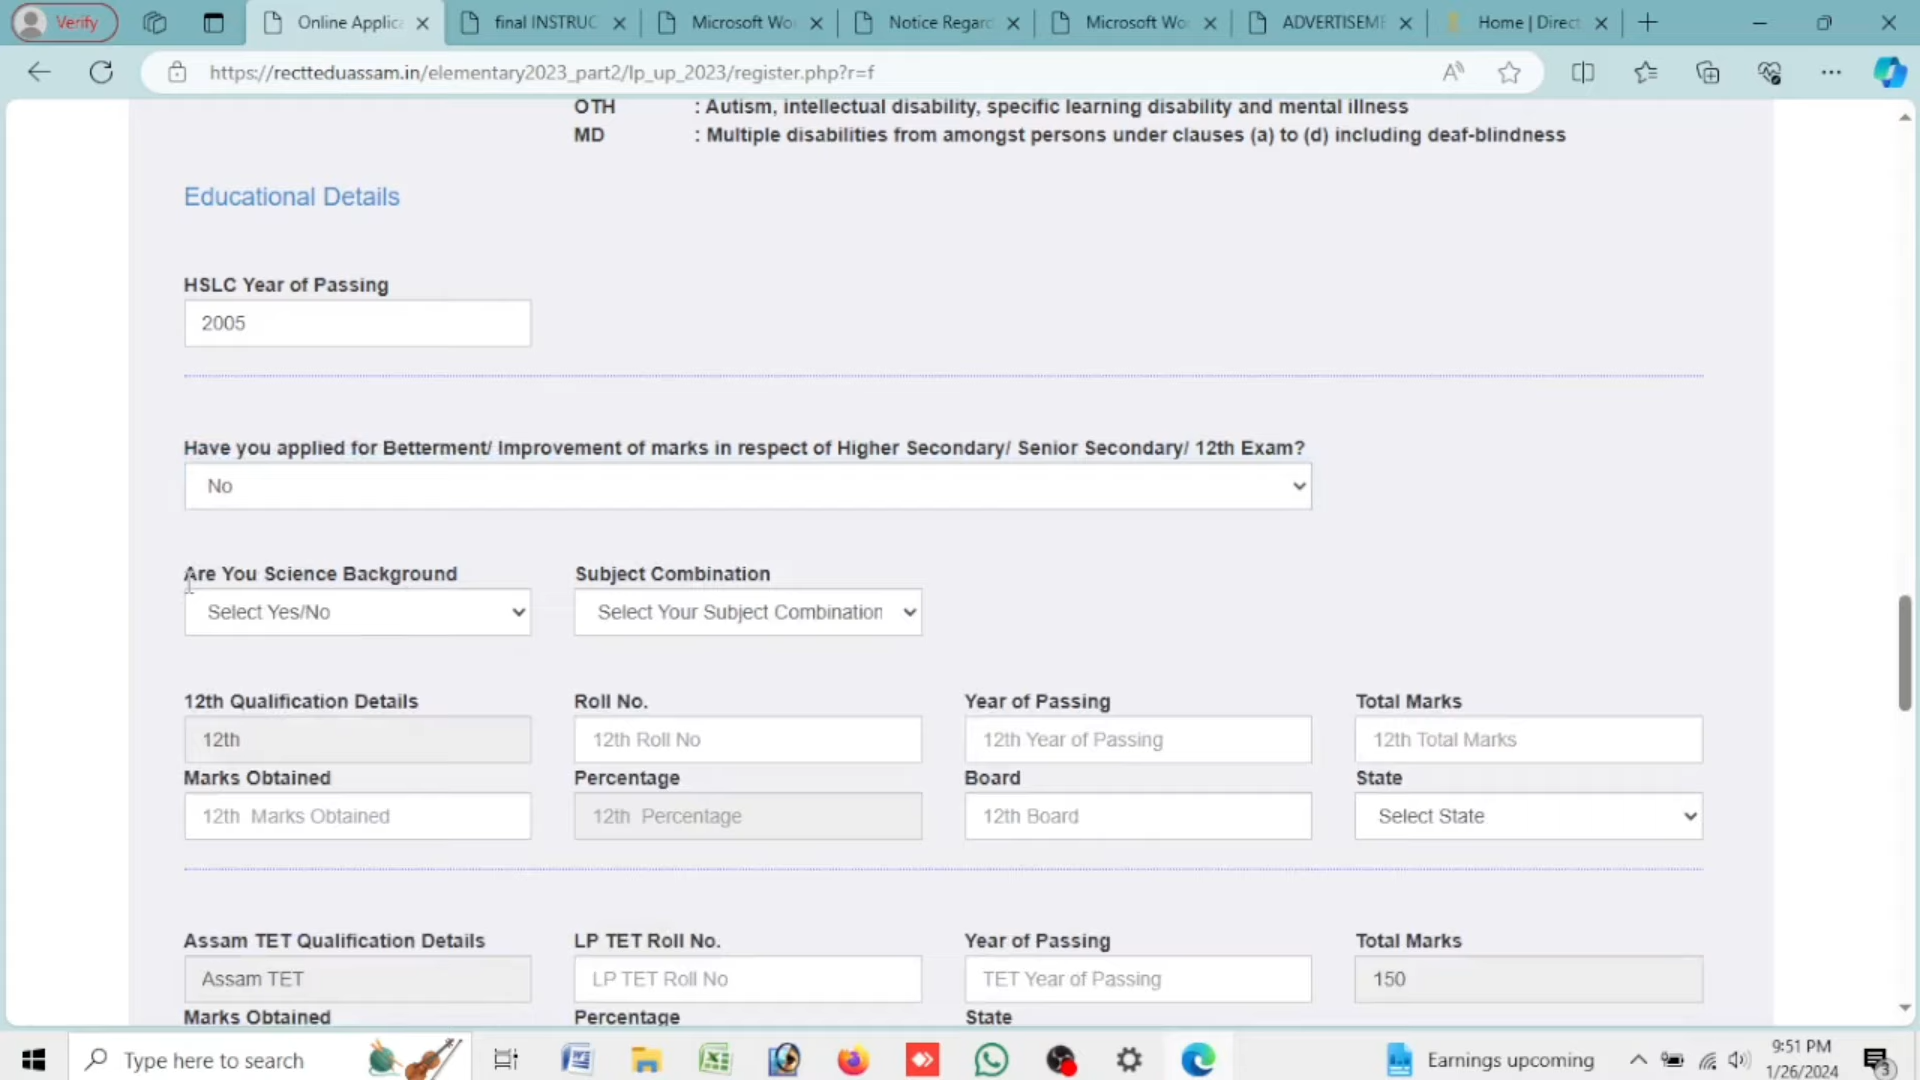 Verify
Online Applica
final INSTRUC
Microsoft Wo
Notice Regar
Microsoft Wo
ADVERTISEME
Home | Direct
https://rectteduassam.in/elementary2023_part2/lp_up_2023/register.php?r=f
OTH : Autism, intellectual disability, specific learning disability and mental illness
MD : Multiple disabilities from amongst persons under clauses (a) to (d) including deaf-blindness
Educational Details
HSLC Year of Passing
2005
Have you applied for Betterment/ Improvement of marks in respect of Higher Secondary/ Senior Secondary/ 12th Exam?
No
Are You Science Background Subject Combination
Select Yes/No Select Your Subject Combination
12th Qualification Details Roll No. Year of Passing Total Marks
12th 12th Roll No 12th Year of Passing 12th Total Marks
Marks Obtained Percentage Board State
12th Marks Obtained 12th Percentage 12th Board Select State
Assam TET Qualification Details LP TET Roll No. Year of Passing Total Marks
Assam TET LP TET Roll No TET Year of Passing 150
Marks Obtained Percentage State
Type here to search
Earnings upcoming
9:51 PM
1/26/2024
3